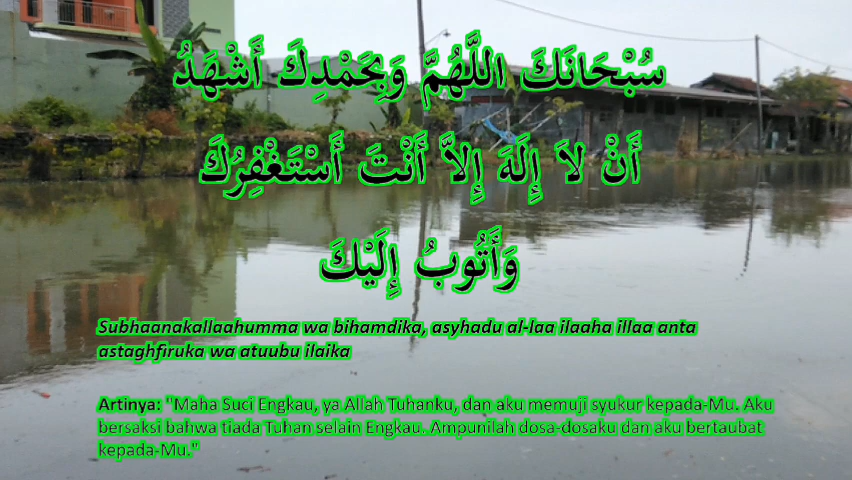 سُبْحَانَكَ اللَّهُمَّ وَبِحَمْدِكَ أَشْهَدُ
أَنْ لاَ إِلَهَ إِلاَّ أَنْتَ أَسْتَغْفِرُكَ
وَأَتُوبُ إِلَيْكَ
Subhaanakallaahumma wa bihamdika, asyhadu al-laa ilaaha illaa anta
astaghfiruka wa atuubu ilaika
Artinya: "Maha Suci Engkau, ya Allah Tuhanku, dan aku memuji syukur kepada-Mu. Aku
bersaksi bahwa tiada Tuhan selain Engkau. Ampunilah dosa-dosaku dan aku bertaubat
kepada-Mu."